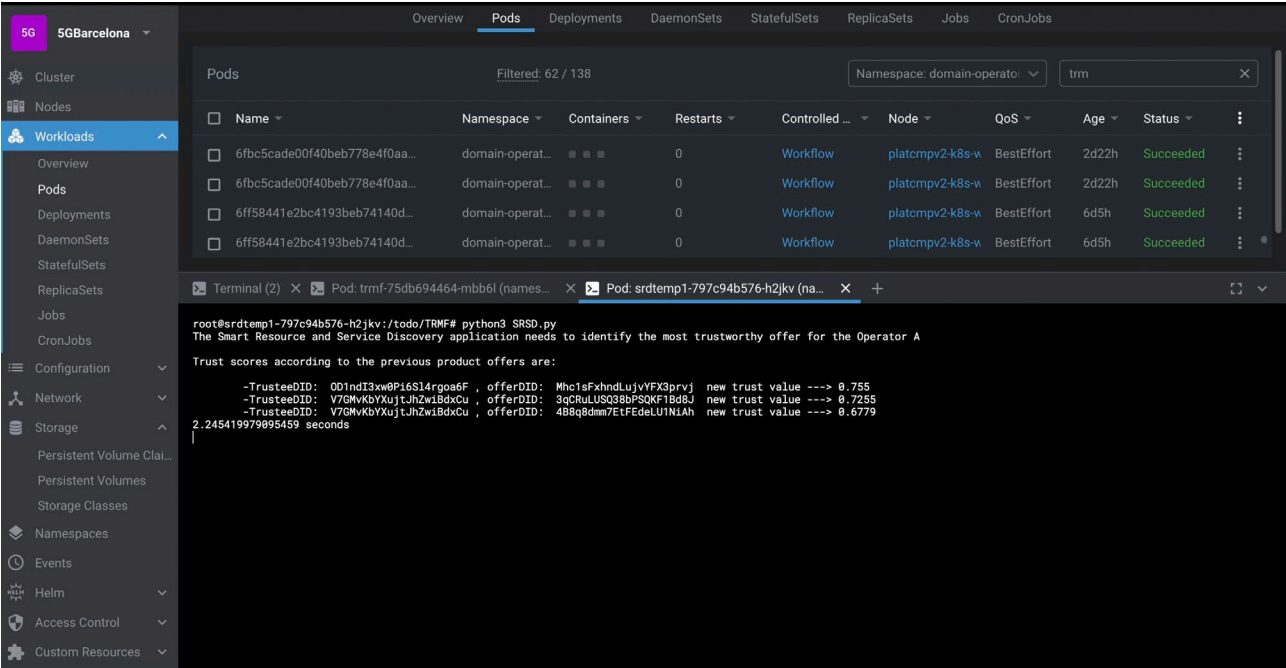 5G 5GBarcelona
Cluster
Nodes
Workloads
Overview
Pods
Deployments
DaemonSets
StatefulSets
ReplicaSets
Jobs
CronJobs
Configuration
Network
Storage
Persistent Volume Clai...
Persistent Volumes
Storage Classes
Namespaces
Events
HELM Helm
Access Control
Custom Resources
Overview Pods Deployments DaemonSets StatefulSets ReplicaSets Jobs CronJobs
Pods Filtered: 62 / 138 Namespace: domain-operator trm
Name Namespace Containers Restarts Controlled ... Node QoS Age Status
6fbc5cade00f40beb778e4f0aa... domain-operat... 0 Workflow platcmpv2-k8s-w BestEffort 2d22h Succeeded
6fbc5cade00f40beb778e4f0aa... domain-operat... 0 Workflow platcmpv2-k8s-w BestEffort 2d22h Succeeded
6ff58441e2bc4193beb74140d... domain-operat... 0 Workflow platcmpv2-k8s-w BestEffort 6d5h Succeeded
6ff58441e2bc4193beb74140d... domain-operat... 0 Workflow platcmpv2-k8s-w BestEffort 6d5h Succeeded
Terminal (2) Pod: trmf-75db694464-mbb6l (names... Pod: srdtemp1-797c94b576-h2jkv (na...
root@srdtemp1-797c94b576-h2jkv:/todo/TRMF# python3 SRSD.py
The Smart Resource and Service Discovery application needs to identify the most trustworthy offer for the Operator A
Trust scores according to the previous product offers are:
-TrusteeDID: OD1ndI3xw0Pi6Sl4rgoa6F , offerDID: Mhc1sFxhndLujvYFX3prvj new trust value ---> 0.755
-TrusteeDID: V7GMvKbYXujtJhZwiBdxCu , offerDID: 3qCRuLUSQ38bPSQKF1Bd8J new trust value ---> 0.7255
-TrusteeDID: V7GMvKbYXujtJhZwiBdxCu , offerDID: 4B8q8dmm7EtFEdeLU1NiAh new trust value ---> 0.6779
2.245419979095459 seconds